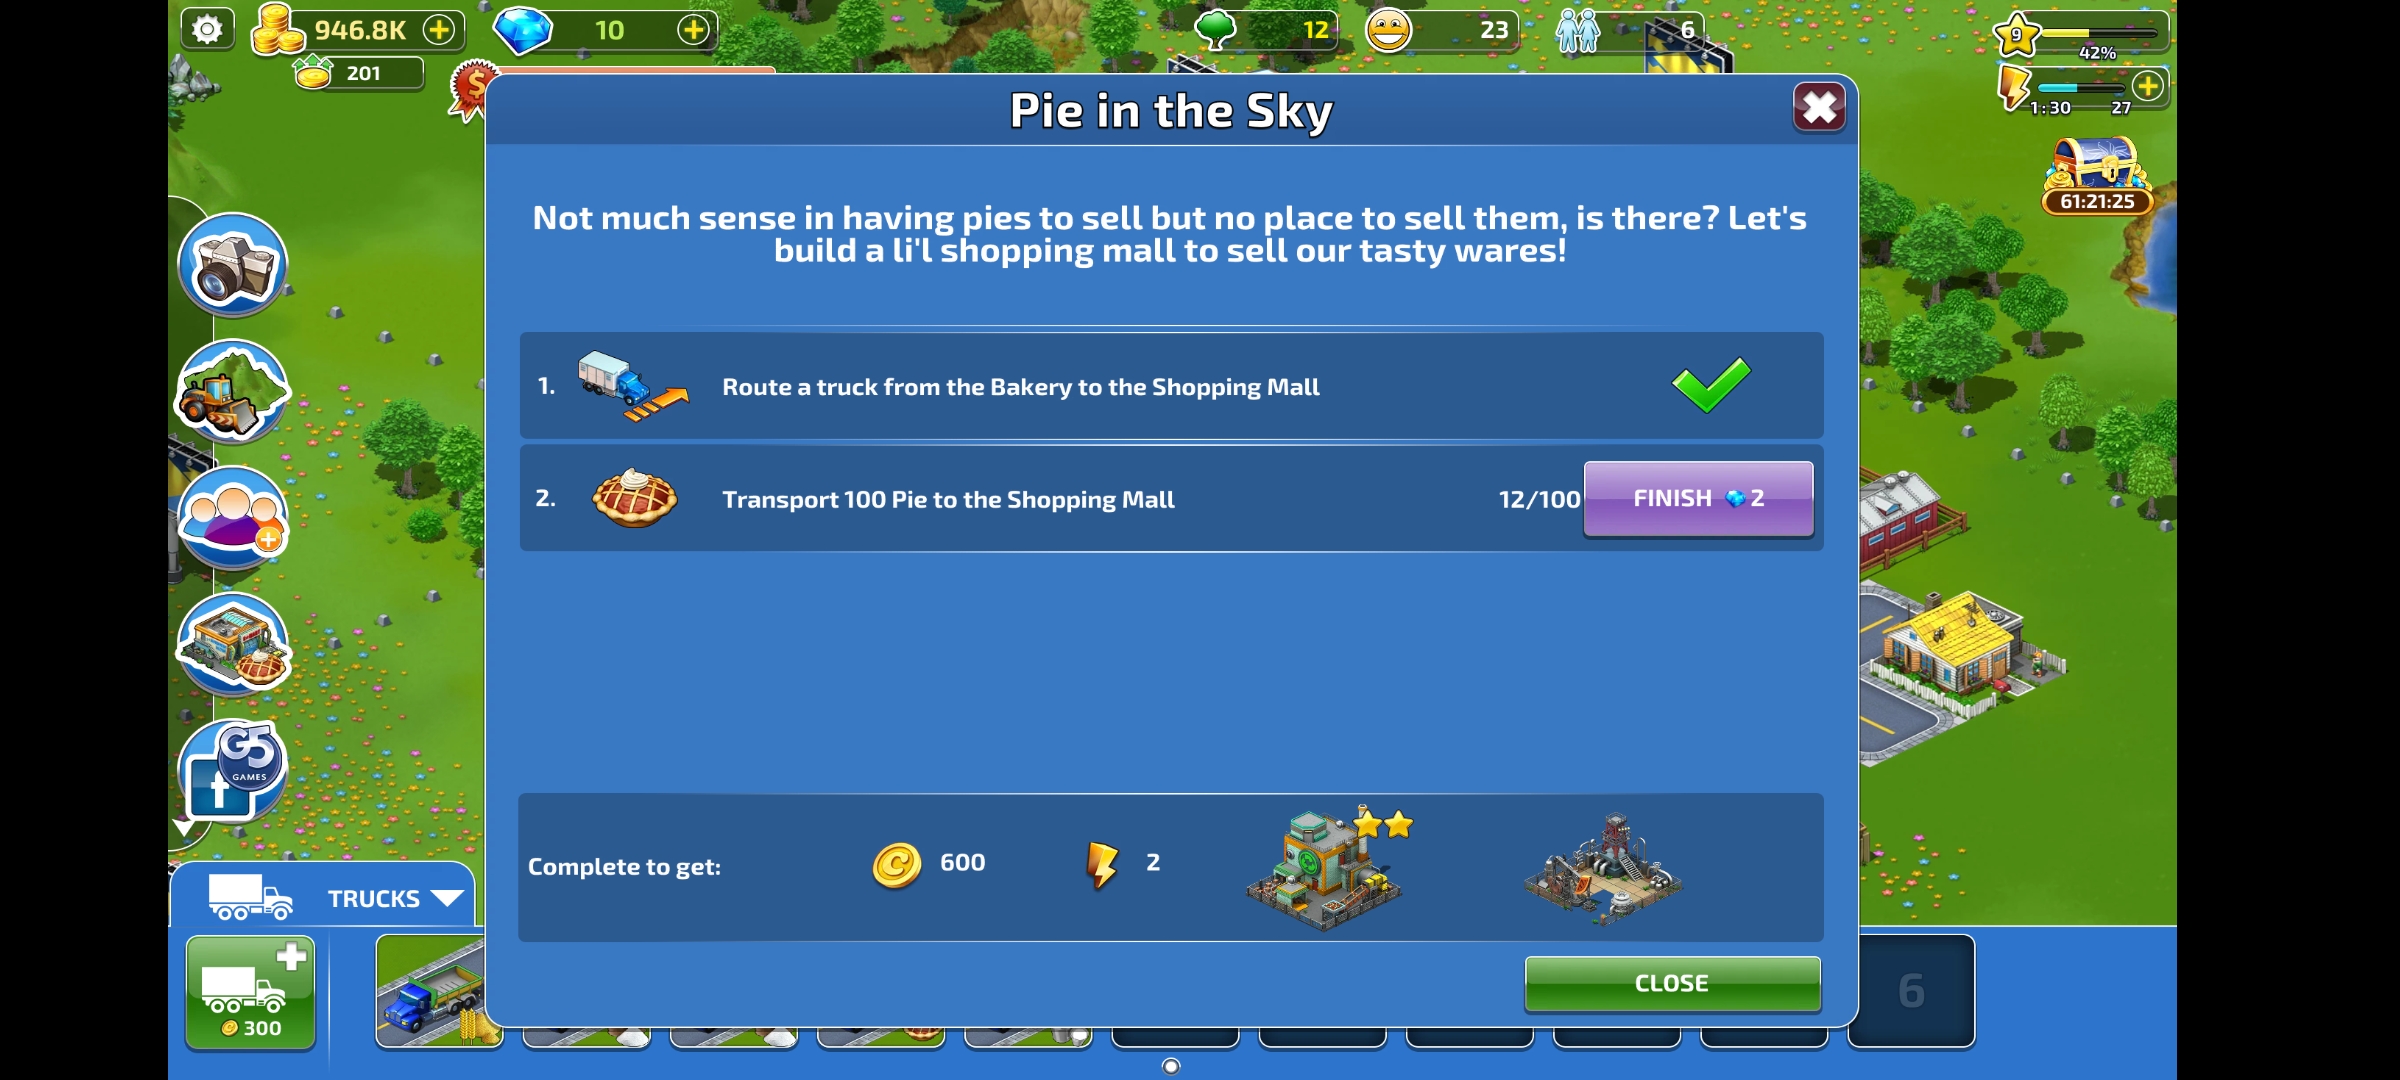 946.8K
10
12
23
6
9
42%
201
1:30
27
61:21:25
Pie in the Sky
Not much sense in having pies to sell but no place to sell them, is there? Let's
build a li'l shopping mall to sell our tasty wares!
1. Route a truck from the Bakery to the Shopping Mall
2. Transport 100 Pie to the Shopping Mall 12/100 FINISH 2
G5
GAMES
f
Complete to get: 600 2
TRUCKS
300
CLOSE
6